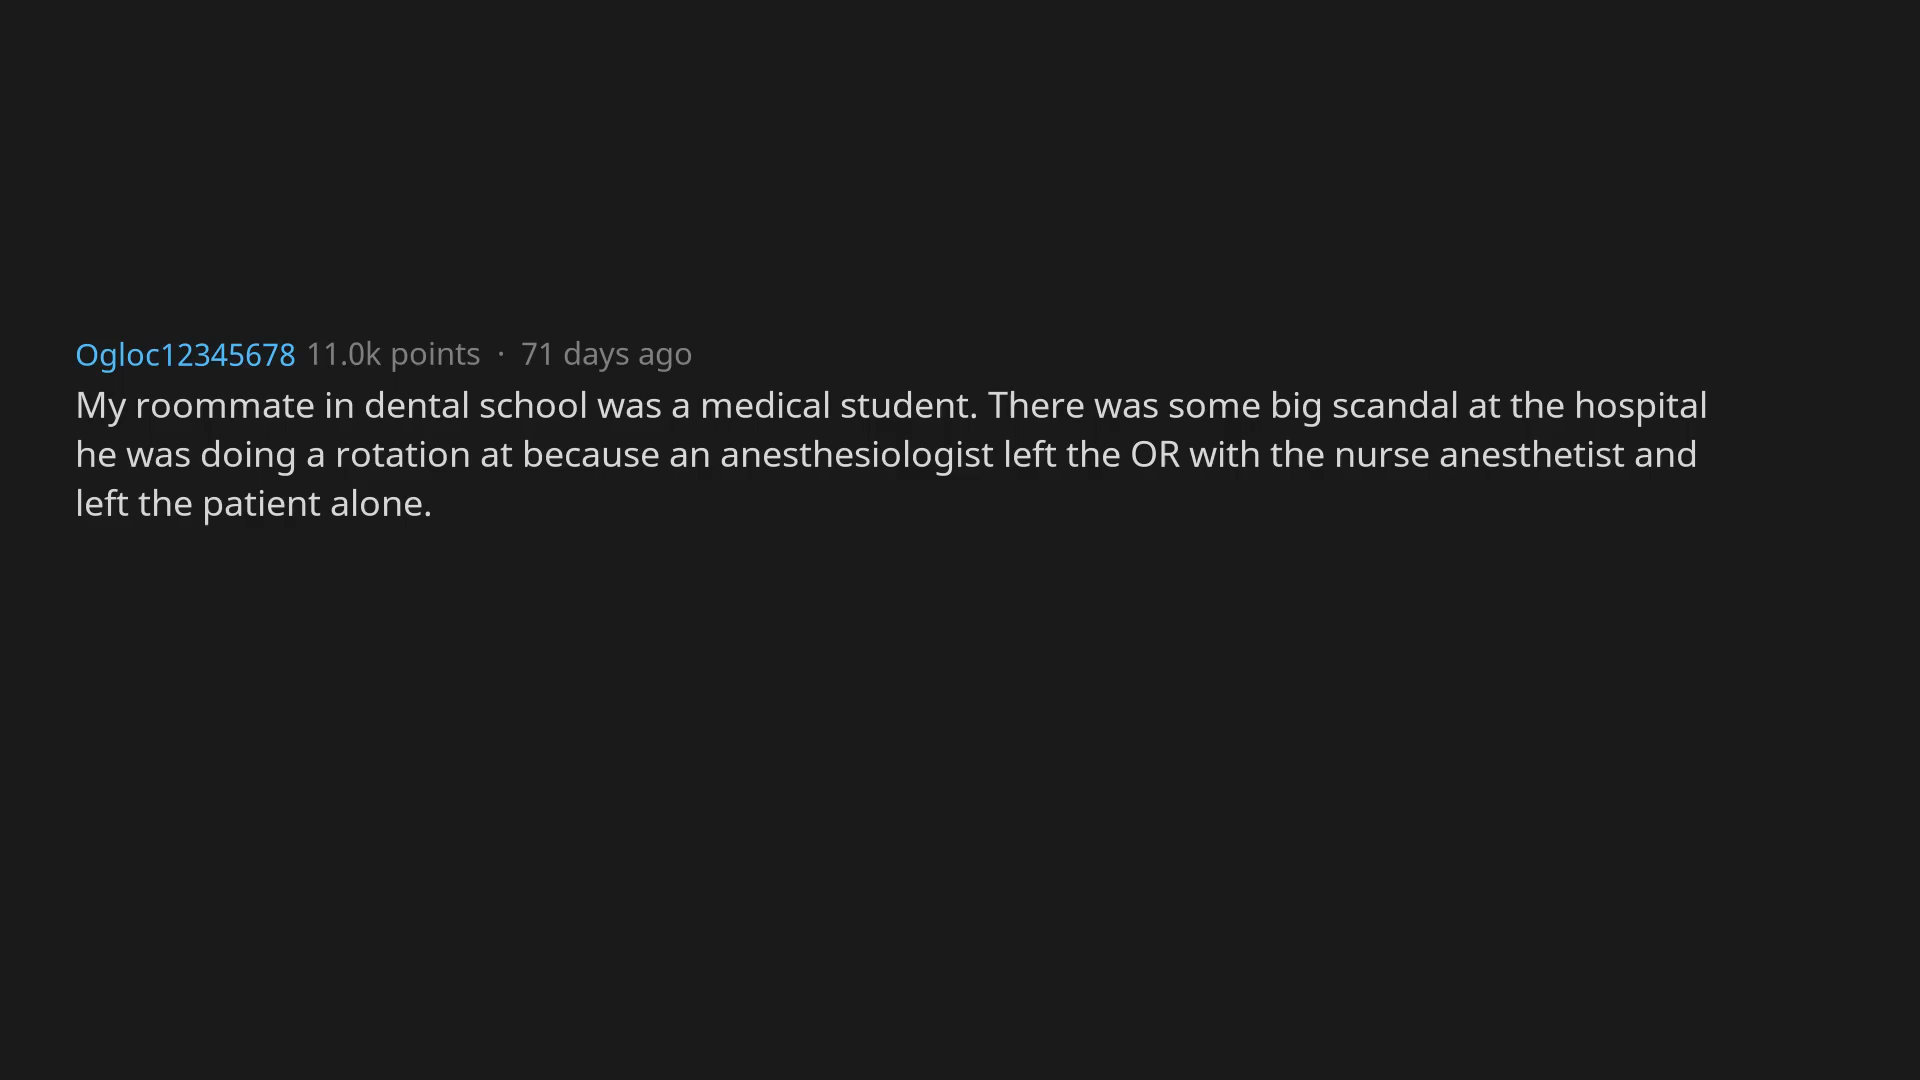 Ogloc12345678 11.0k points · 71 days ago
My roommate in dental school was a medical student. There was some big scandal at the hospital
he was doing a rotation at because an anesthesiologist left the OR with the nurse anesthetist and
left the patient alone.